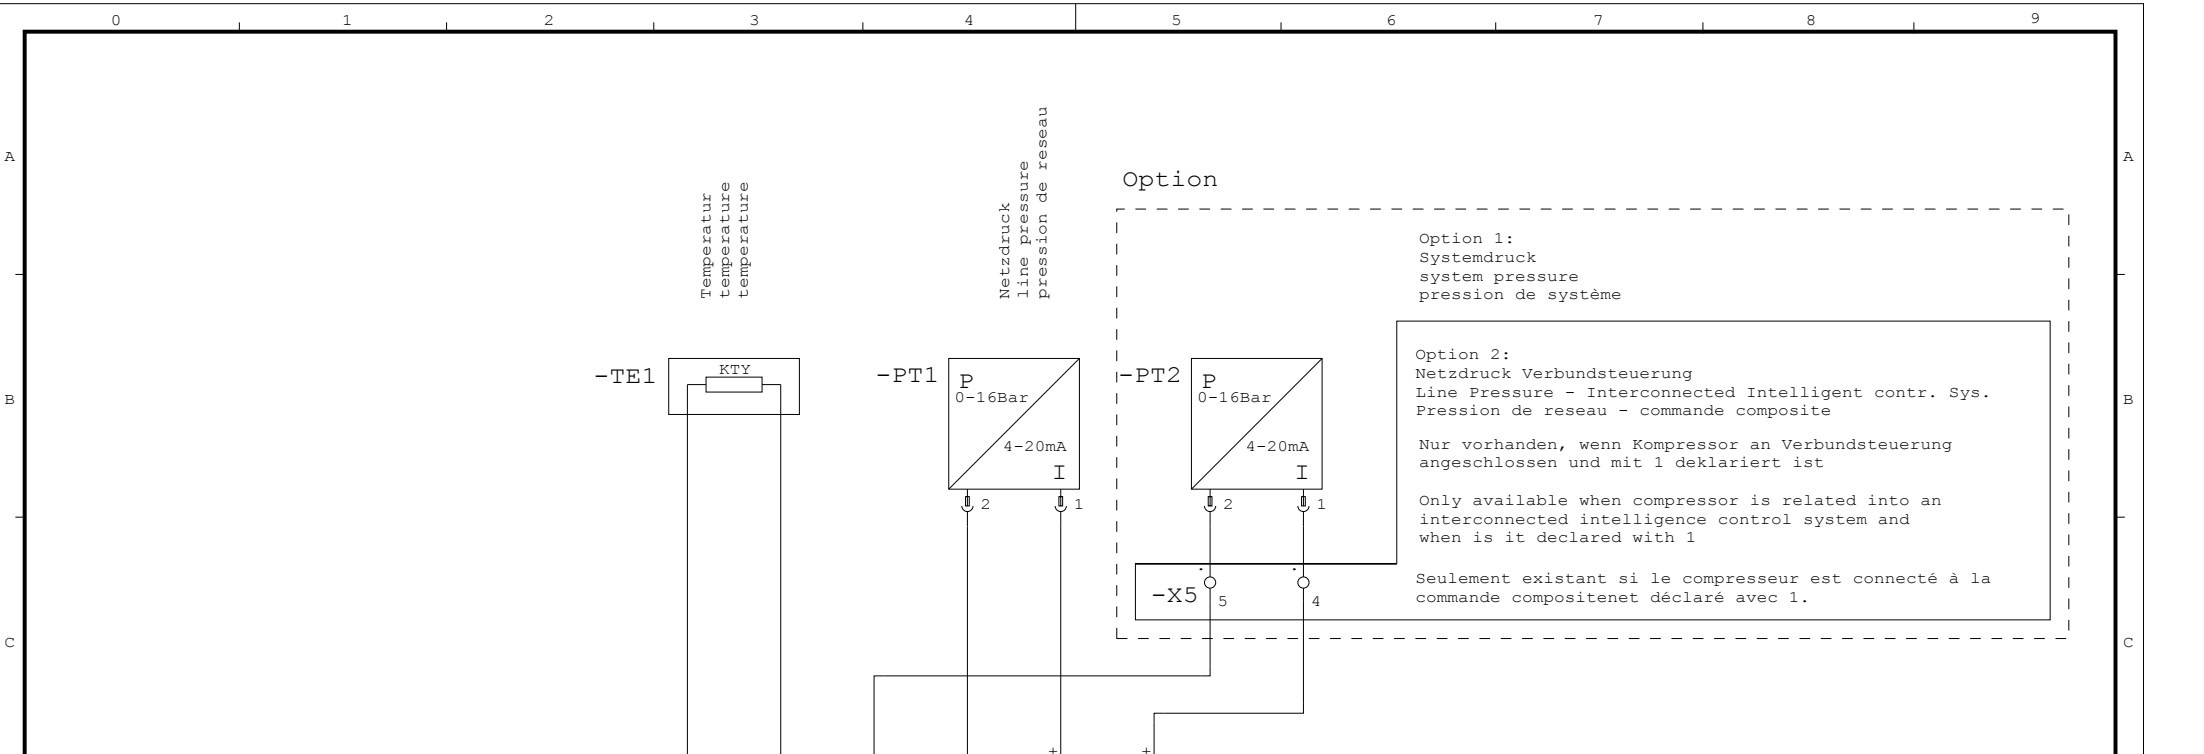 0 1 2 3 4 5 6 7 8 9
A
A
Temperatur
temperature
temperature
Netzdruck
line pressure
pression de reseau
Option
Option 1:
Systemdruck
system pressure
pression de système
B
B
-TE1
KTY
-PT1
P
0-16Bar
4-20mA
I
2 1
-PT2
P
0-16Bar
4-20mA
I
2 1
Option 2:
Netzdruck Verbundsteuerung
Line Pressure - Interconnected Intelligent contr. Sys.
Pression de reseau - commande composite
Nur vorhanden, wenn Kompressor an Verbundsteuerung
angeschlossen und mit 1 deklariert ist
Only available when compressor is related into an
interconnected intelligence control system and
when is it declared with 1
Seulement existant si le compresseur est connecté à la
commande compositenet déclaré avec 1.
-X5
5 4
C
C
+ +